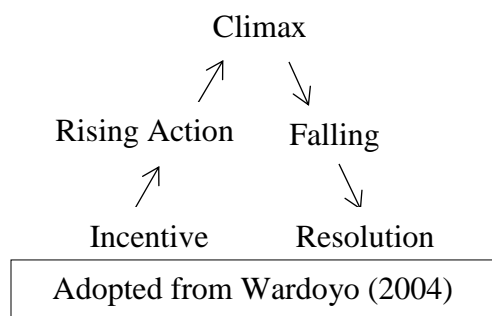 Climax
Rising Action Falling
Incentive Resolution
Adopted from Wardoyo (2004)